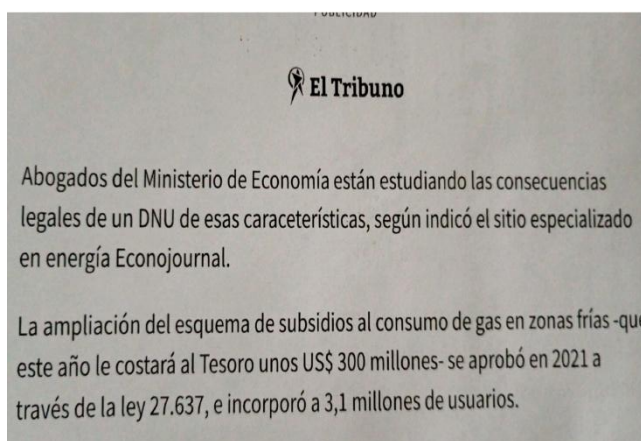 PUBLICIDAD
El Tribuno
Abogados del Ministerio de Economía están estudiando las consecuencias
legales de un DNU de esas caraceterísticas, según indicó el sitio especializado
en energía Econojournal.
La ampliación del esquema de subsidios al consumo de gas en zonas frías -que
este año le costará al Tesoro unos US$ 300 millones- se aprobó en 2021 a
través de la ley 27.637, e incorporó a 3,1 millones de usuarios.